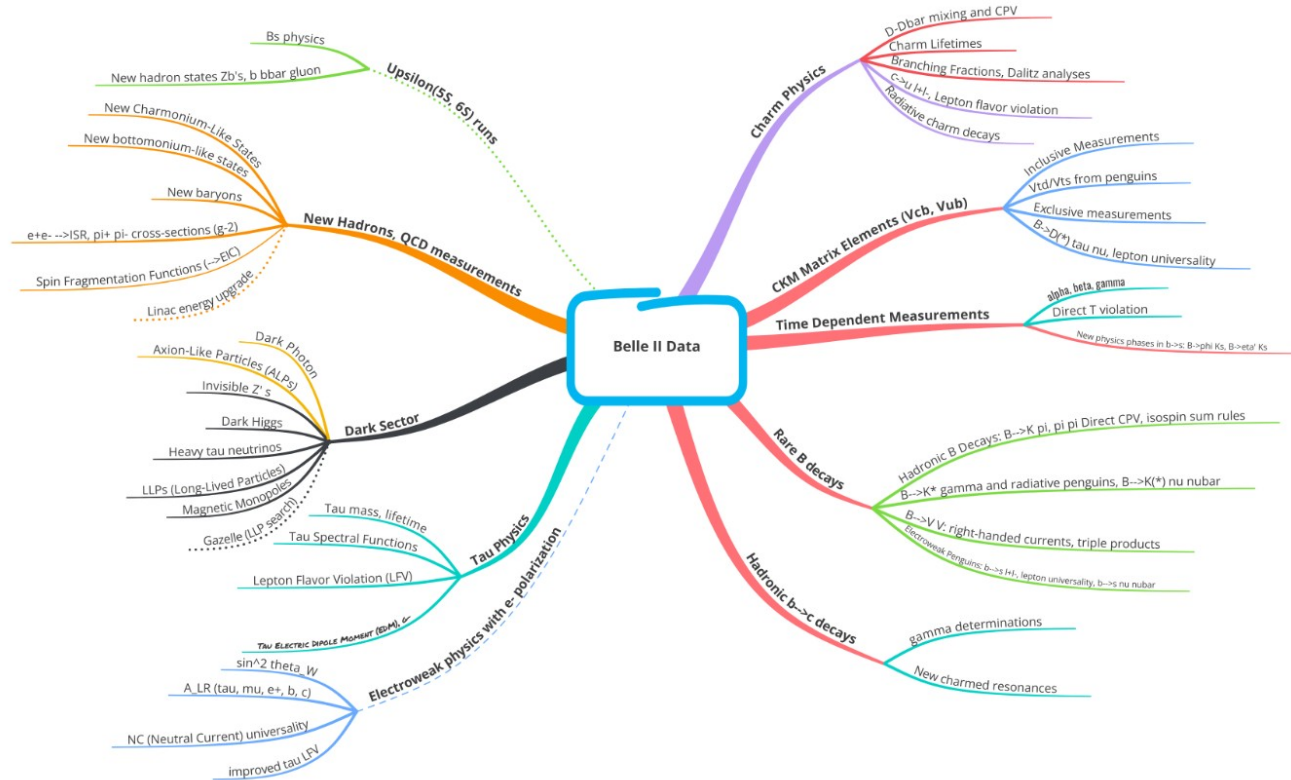 Belle II Data
Upsilon(5S, 6S) runs
Bs physics
New hadron states Zb's, b bbar gluon
New Hadrons, QCD measurements
New Charmonium-Like States
New bottomonium-like states
New baryons
e+e- -->ISR, pi+ pi- cross-sections (g-2)
Spin Fragmentation Functions (-->EIC)
Linac energy upgrade
Dark Sector
Dark Photon
Axion-Like Particles (ALPs)
Invisible Z' s
Dark Higgs
Heavy tau neutrinos
LLPs (Long-Lived Particles)
Magnetic Monopoles
Gazelle (LLP search)
Tau Physics
Tau mass, lifetime
Tau Spectral Functions
Lepton Flavor Violation (LFV)
Tau Electric Dipole Moment (EDM),
Electroweak physics with e- polarization
sin^2 theta_W
A_LR (tau, mu, e+, b, c)
NC (Neutral Current) universality
improved tau LFV
Charm Physics
D-Dbar mixing and CPV
Charm Lifetimes
Branching Fractions, Dalitz analyses
c->u l+l-, Lepton flavor violation
Radiative charm decays
CKM Matrix Elements (Vcb, Vub)
Inclusive Measurements
Vtd/Vts from penguins
Exclusive measurements
B->D(*) tau nu, lepton universality
Time Dependent Measurements
alpha, beta, gamma
Direct T violation
New physics phases in b->s: B->phi Ks, B->eta' Ks
Rare B decays
Hadronic B Decays: B-->K pi, pi pi Direct CPV, isospin sum rules
B-->K* gamma and radiative penguins, B-->K(*) nu nubar
B-->V V: right-handed currents, triple products
Electroweak Penguins: b-->s l+l-, lepton universality, b-->s nu nubar
Hadronic b-->c decays
gamma determinations
New charmed resonances